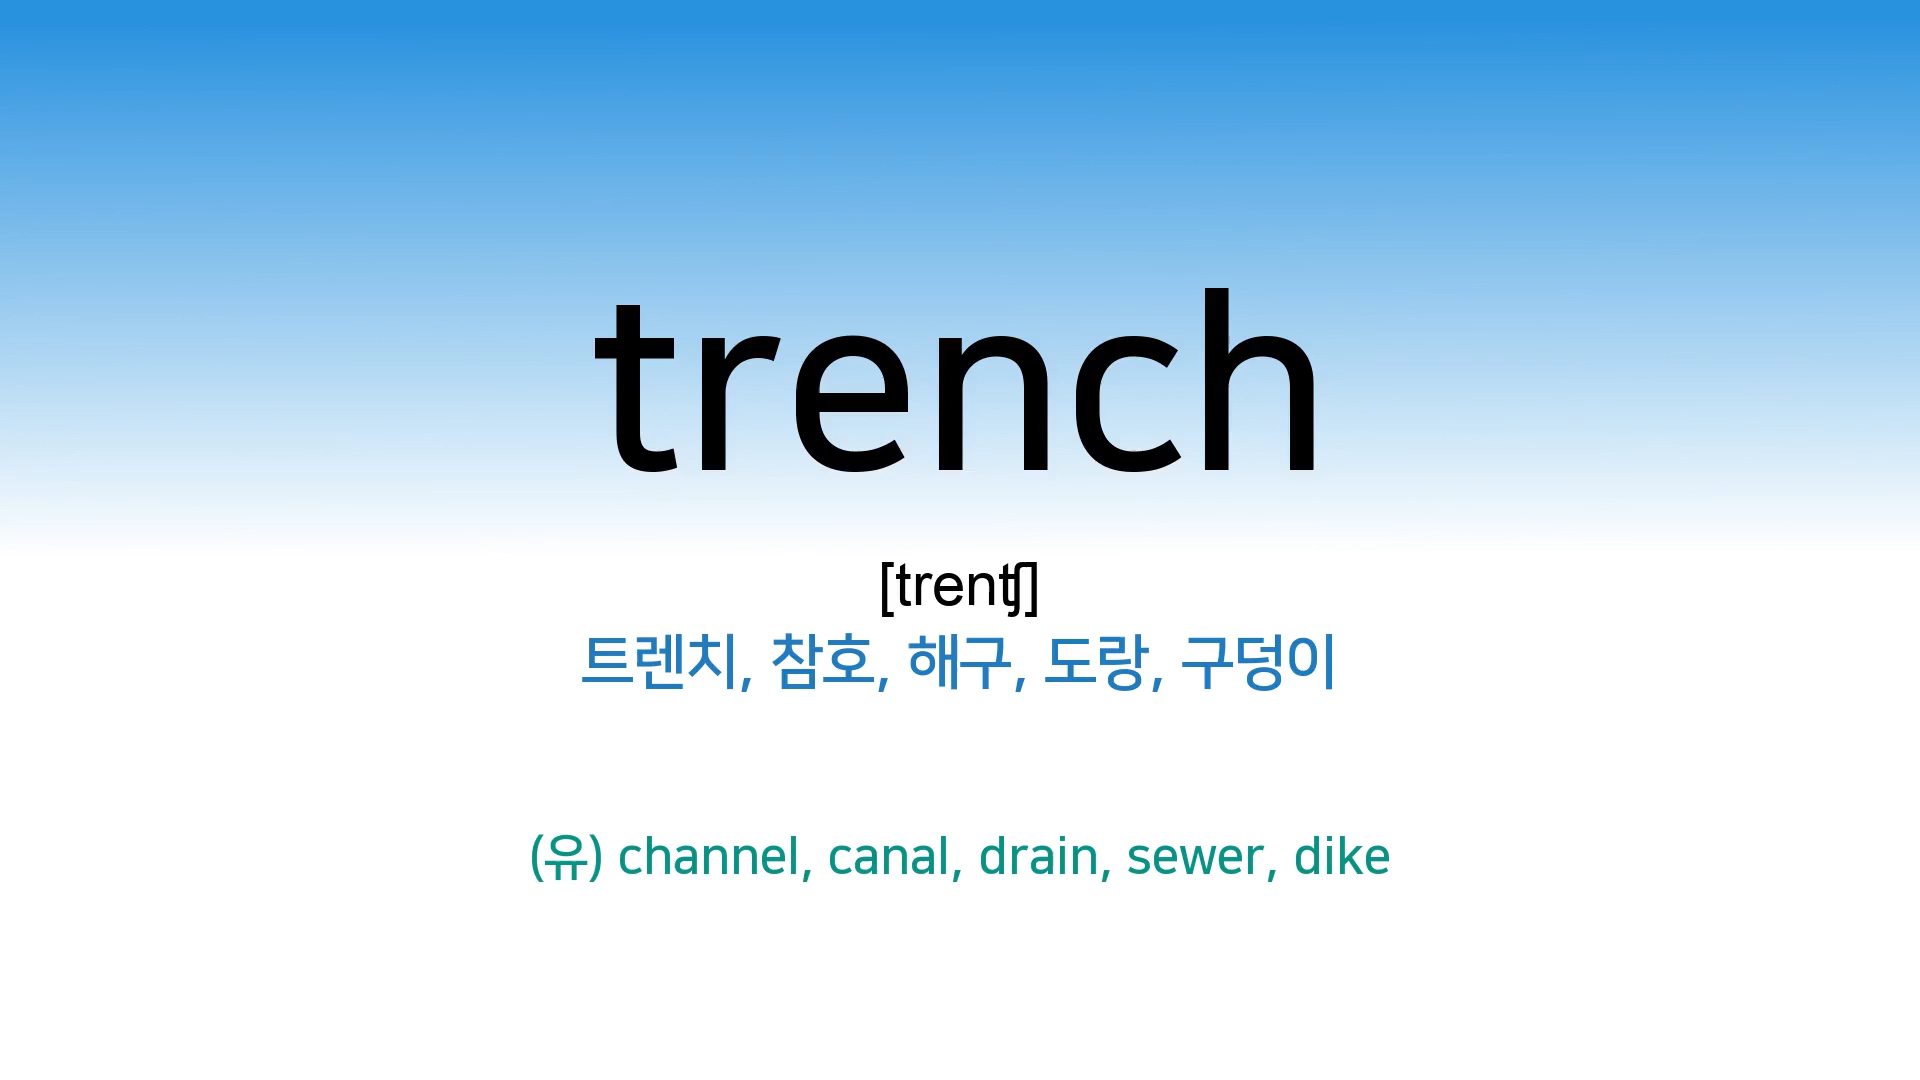 trench
[trenʧ]
트렌치, 참호, 해구, 도랑, 구덩이
(유) channel, canal, drain, sewer, dike